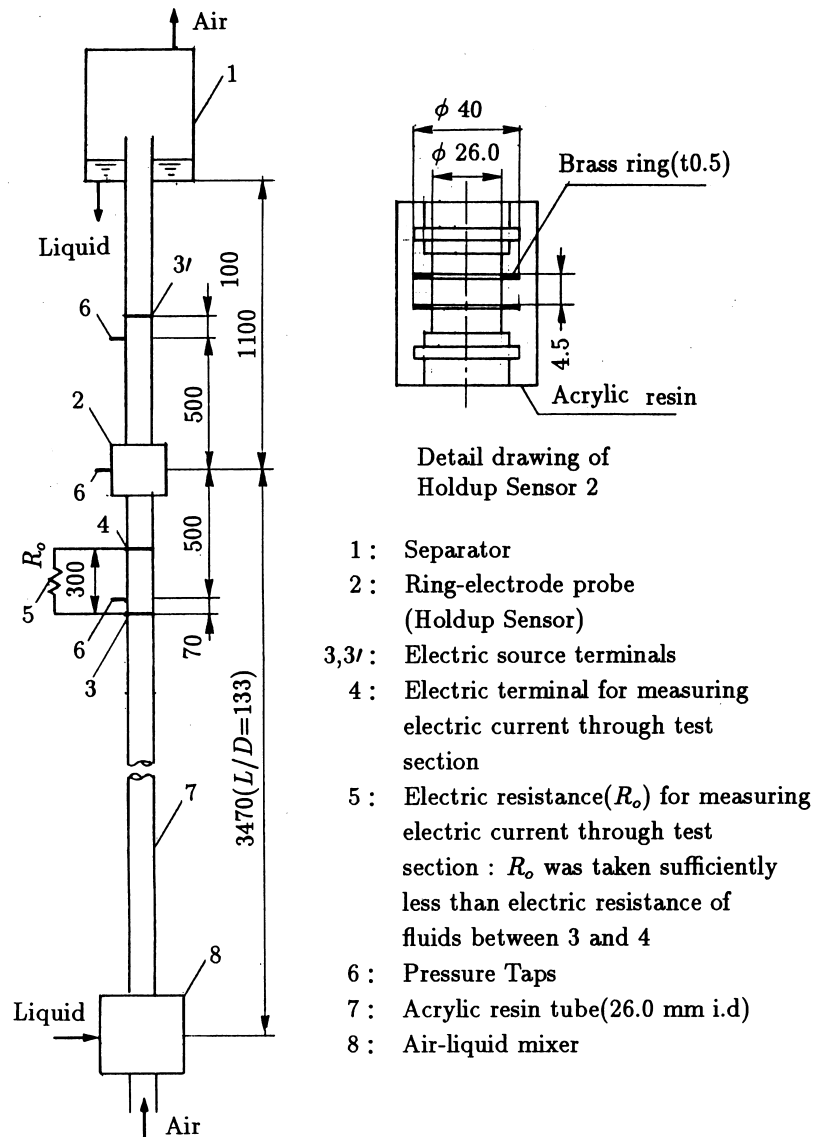 Air
1
Liquid
3′
100
6
1100
500
2
6
4
500
R_o
300
5
6
3
70
3470(L/D=133)
7
8
Liquid
Air
ϕ 40
ϕ 26.0
Brass ring(t0.5)
4.5
Acrylic resin
Detail drawing of
Holdup Sensor 2
1 : Separator
2 : Ring-electrode probe
(Holdup Sensor)
3,3′ : Electric source terminals
4 : Electric terminal for measuring
electric current through test
section
5 : Electric resistance(R_o) for measuring
electric current through test
section : R_o was taken sufficiently
less than electric resistance of
fluids between 3 and 4
6 : Pressure Taps
7 : Acrylic resin tube(26.0 mm i.d)
8 : Air-liquid mixer